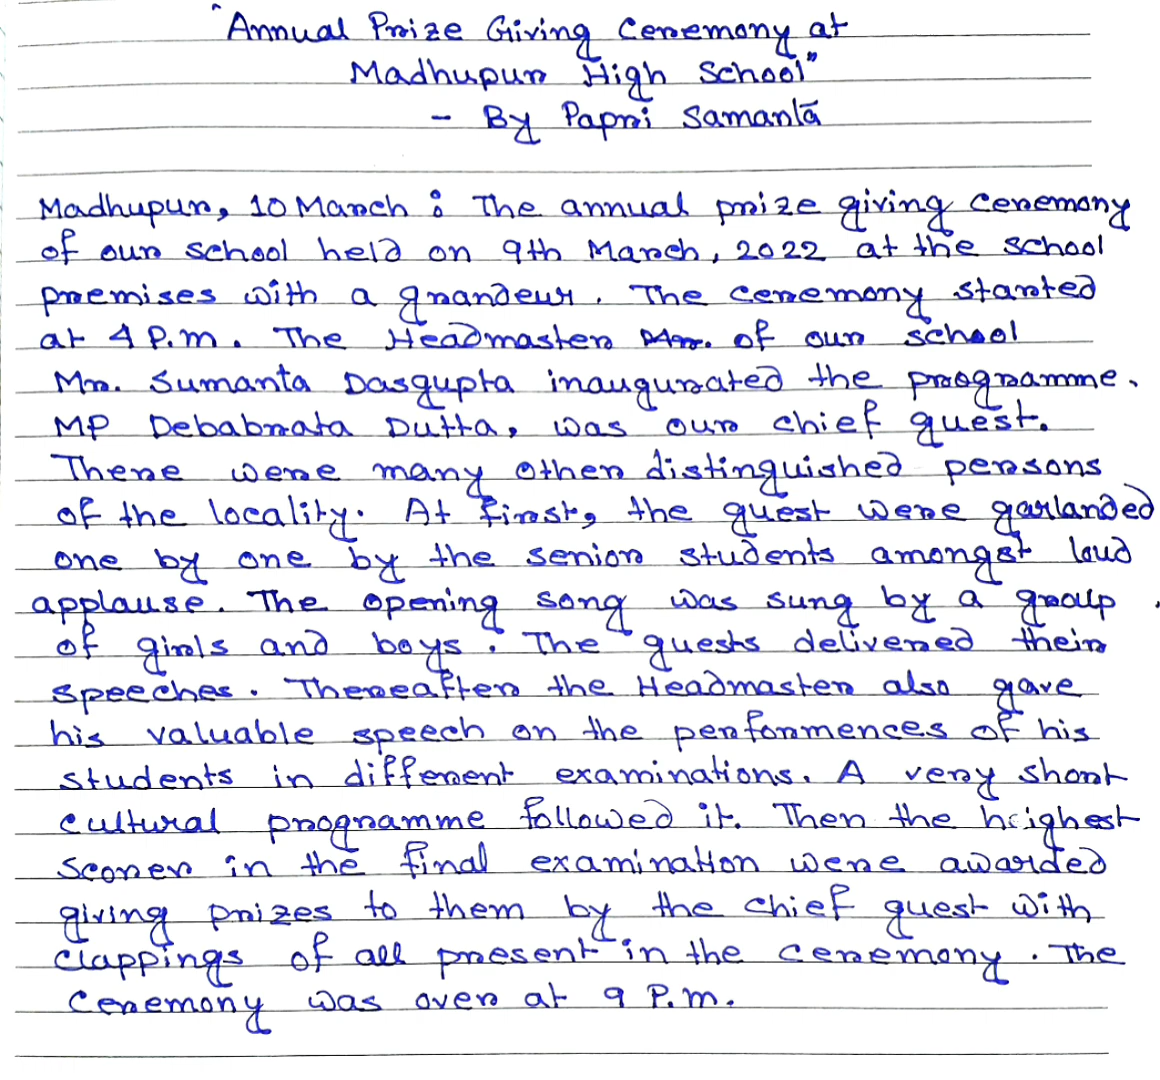 "Annual Prize Giving Ceremony at
Madhupur High School"
- By Papri Samanta
Madhupur, 10 March : The annual prize giving ceremony
of our school held on 9th March, 2022 at the school
premises with a grandeur. The ceremony started
at 4 P.m. The Headmaster Mr. of our school
Mr. Sumanta Dasgupta inaugurated the programme.
MP Debabrata Dutta, was our chief guest.
There were many other distinguished persons
of the locality. At first, the guest were garlanded
one by one by the senior students amongst loud
applause. The opening song was sung by a group
of girls and boys. The guests delivered their
speeches. Thereafter the Headmaster also gave
his valuable speech on the performences of his
students in different examinations. A very short
cultural programme followed it. Then the heighest
scorer in the final examination were awarded
giving prizes to them by the chief guest with
clappings of all present in the ceremony. The
ceremony was over at 9 P.m.